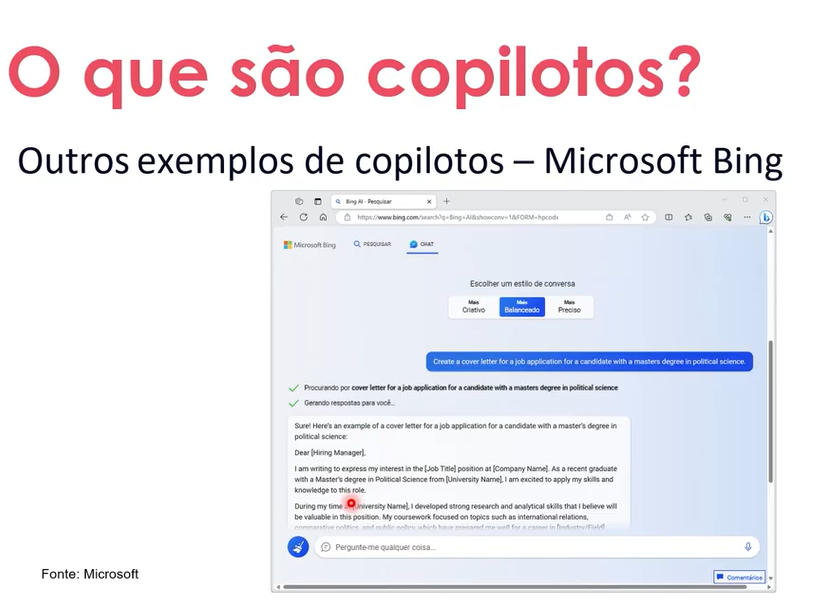 O que são copilotos?
Outros exemplos de copilotos – Microsoft Bing
Bing AI - Pesquisar
https://www.bing.com/search?q=Bing+AI&showconv=1&FORM=hpcodx
Microsoft Bing
PESQUISAR
CHAT
Escolher um estilo de conversa
Mais Criativo
Mais Balanceado
Mais Preciso
Create a cover letter for a job application for a candidate with a masters degree in political science.
Procurando por cover letter for a job application for a candidate with a masters degree in political science
Gerando respostas para você...
Sure! Here's an example of a cover letter for a job application for a candidate with a master's degree in
political science:
Dear [Hiring Manager],
I am writing to express my interest in the [Job Title] position at [Company Name]. As a recent graduate
with a Master's degree in Political Science from [University Name], I am excited to apply my skills and
knowledge to this role.
During my time University Name], I developed strong research and analytical skills that I believe will
be valuable in this position. My coursework focused on topics such as international relations,
comparative politics, and public policy, which have prepared me well for a career in [Industry/Field].
Pergunte-me qualquer coisa...
Comentários
Fonte: Microsoft